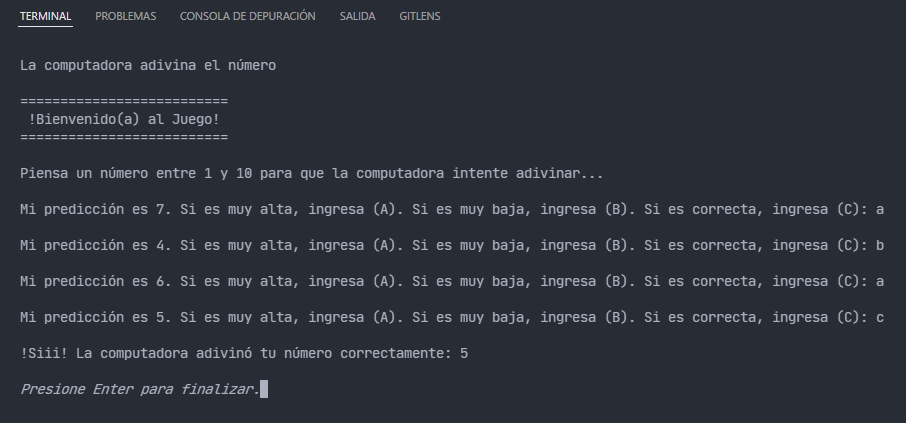 TERMINAL PROBLEMAS CONSOLA DE DEPURACIÓN SALIDA GITLENS
La computadora adivina el número
==========================
!Bienvenido(a) al Juego!
==========================
Piensa un número entre 1 y 10 para que la computadora intente adivinar...
Mi predicción es 7. Si es muy alta, ingresa (A). Si es muy baja, ingresa (B). Si es correcta, ingresa (C): a
Mi predicción es 4. Si es muy alta, ingresa (A). Si es muy baja, ingresa (B). Si es correcta, ingresa (C): b
Mi predicción es 6. Si es muy alta, ingresa (A). Si es muy baja, ingresa (B). Si es correcta, ingresa (C): a
Mi predicción es 5. Si es muy alta, ingresa (A). Si es muy baja, ingresa (B). Si es correcta, ingresa (C): c
!Siii! La computadora adivinó tu número correctamente: 5
Presione Enter para finalizar.